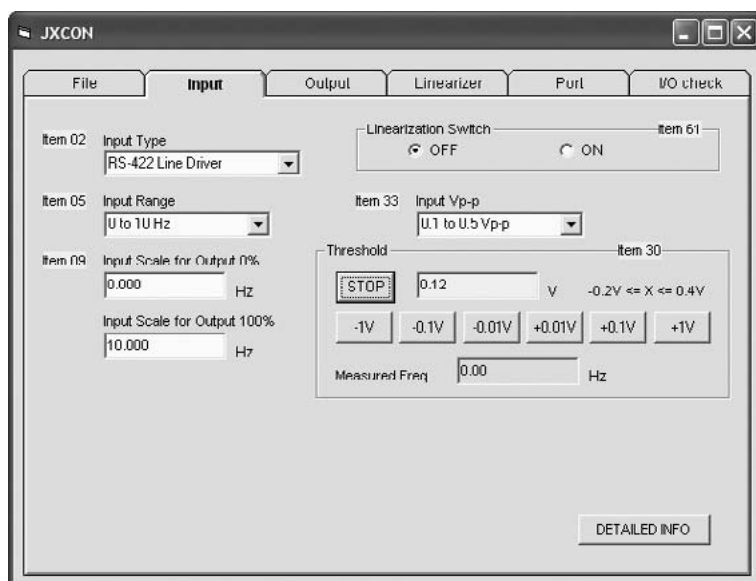 JXCON
File Input Output Linearizer Port I/O check
Item 02 Input Type
RS-422 Line Driver
Linearization Switch Item 61
OFF ON
Item 05 Input Range
0 to 10 Hz
Item 33 Input Vp-p
0.1 to 0.5 Vp-p
Item 09 Input Scale for Output 0%
0.000 Hz
Input Scale for Output 100%
10.000 Hz
Threshold Item 30
STOP 0.12 V -0.2V <= X <= 0.4V
-1V -0.1V -0.01V +0.01V +0.1V +1V
Measured Freq 0.00 Hz
DETAILED INFO